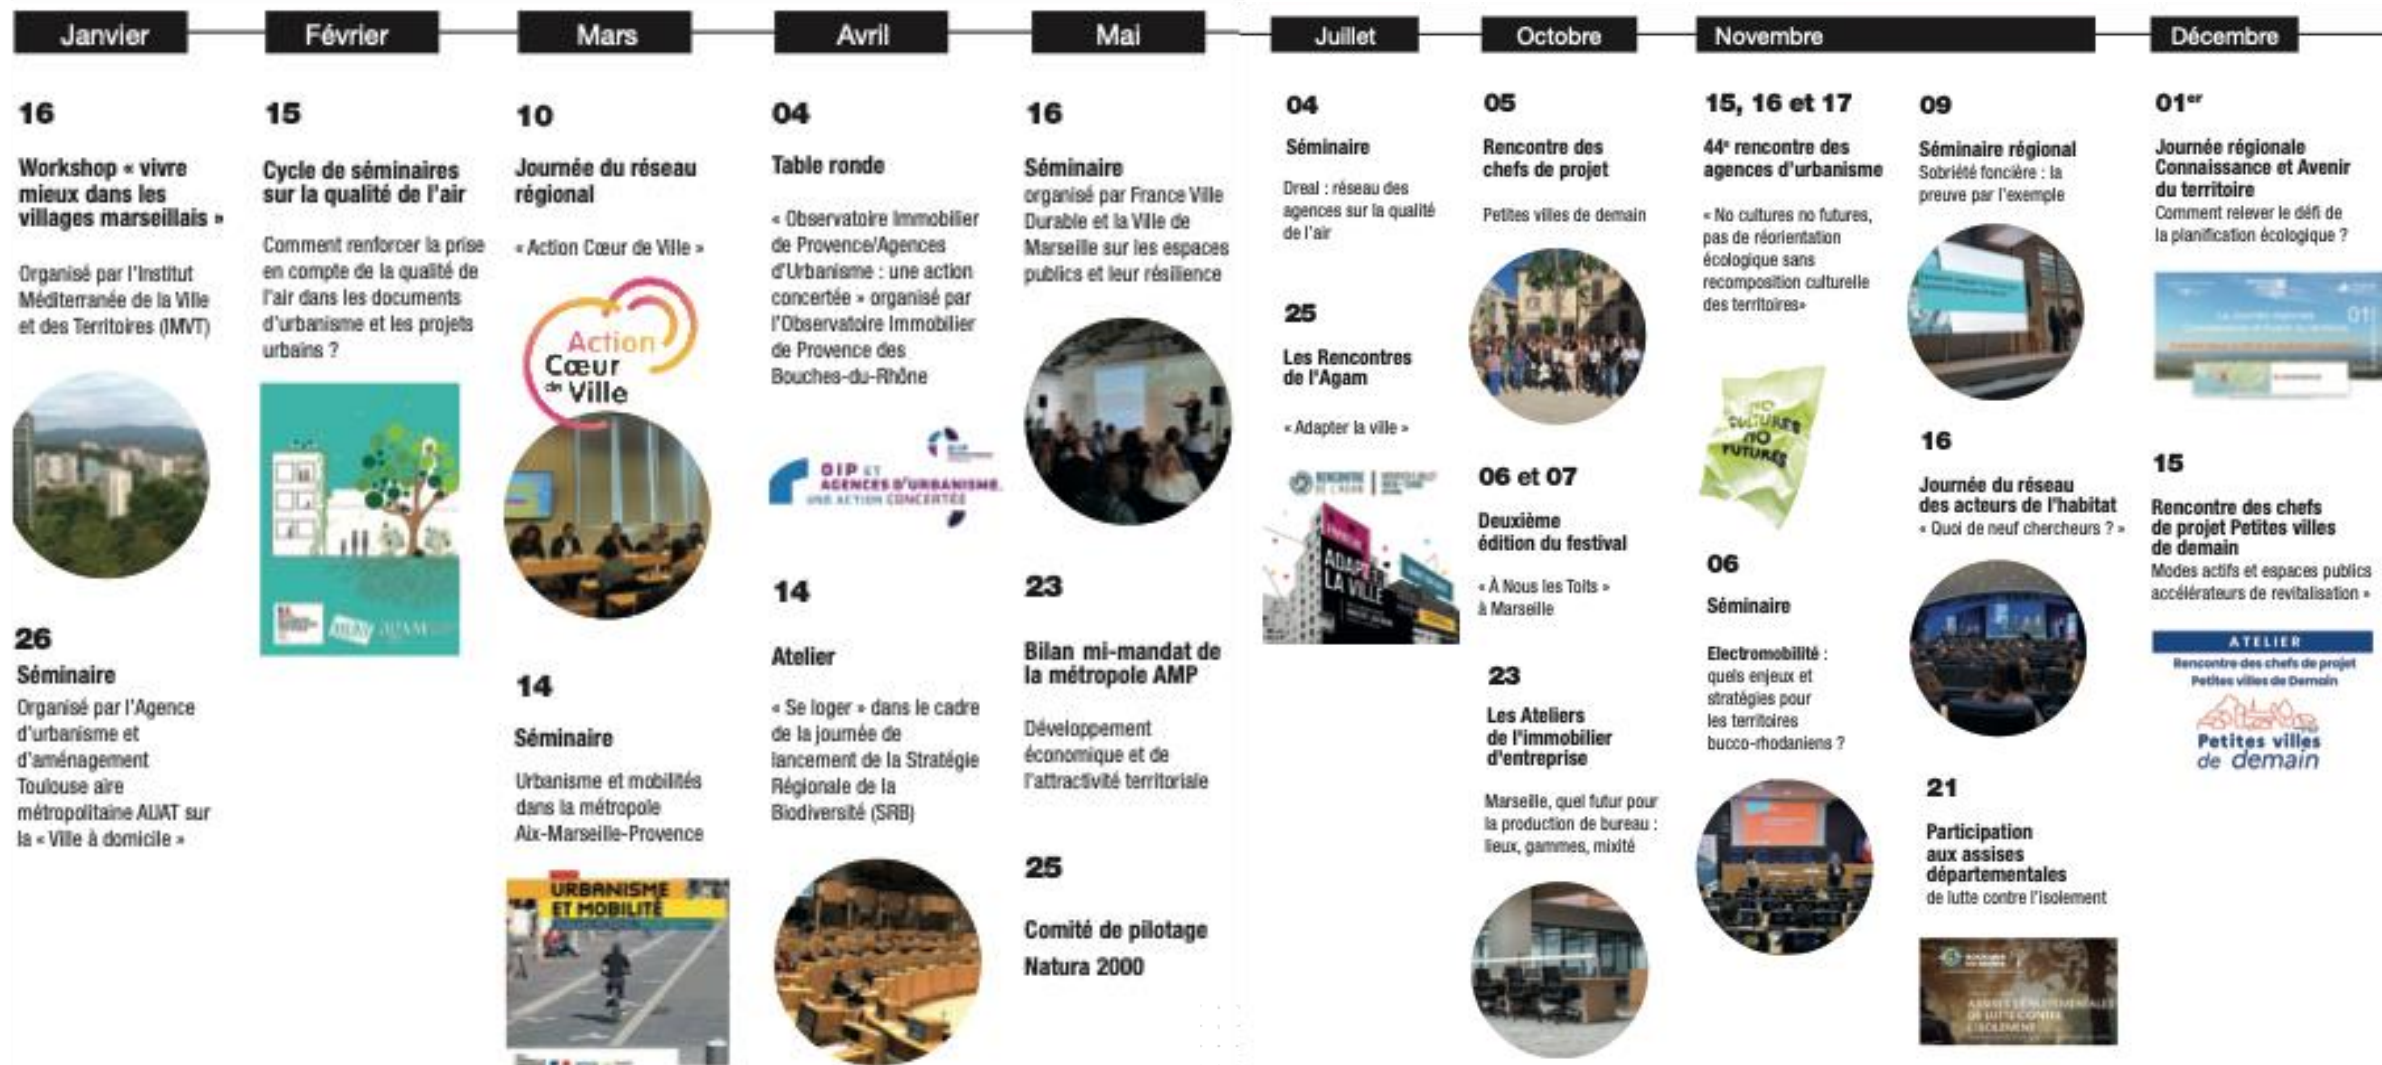 Janvier
16
Workshop « vivre
mieux dans les
villages marseillais »
Organisé par l'Institut
Méditerranée de la Ville
et des Territoires (IMVT)
26
Séminaire
Organisé par l'Agence
d'urbanisme et
d'aménagement
Toulouse aire
métropolitaine AUAT sur
la « Ville à domicile »
Février
15
Cycle de séminaires
sur la qualité de l'air
Comment renforcer la prise
en compte de la qualité de
l'air dans les documents
d'urbanisme et les projets
urbains ?
Mars
10
Journée du réseau
régional
« Action Cœur de Ville »
Action
Cœur
de Ville
14
Séminaire
Urbanisme et mobilités
dans la métropole
Aix-Marseille-Provence
URBANISME
ET MOBILITÉ
Avril
04
Table ronde
« Observatoire Immobilier
de Provence/Agences
d'Urbanisme : une action
concertée » organisé par
l'Observatoire Immobilier
de Provence des
Bouches-du-Rhône
OIP ET
AGENCES D'URBANISME.
UNE ACTION CONCERTÉE
14
Atelier
« Se loger » dans le cadre
de la journée de
lancement de la Stratégie
Régionale de la
Biodiversité (SRB)
Mai
16
Séminaire
organisé par France Ville
Durable et la Ville de
Marseille sur les espaces
publics et leur résilience
23
Bilan mi-mandat de
la métropole AMP
Développement
économique et de
l'attractivité territoriale
25
Comité de pilotage
Natura 2000
Juillet
04
Séminaire
Dreal : réseau des
agences sur la qualité
de l'air
25
Les Rencontres
de l'Agam
« Adapter la ville »
RENCONTRE
DE L'AGAM
ADAPTER
LA VILLE
Octobre
05
Rencontre des
chefs de projet
Petites villes de demain
06 et 07
Deuxième
édition du festival
« À Nous les Toits »
à Marseille
23
Les Ateliers
de l'immobilier
d'entreprise
Marseille, quel futur pour
la production de bureau :
lieux, gammes, mixité
Novembre
15, 16 et 17
44e rencontre des
agences d'urbanisme
« No cultures no futures,
pas de réorientation
écologique sans
recomposition culturelle
des territoires»
NO
CULTURES
NO
FUTURES
06
Séminaire
Electromobilité :
quels enjeux et
stratégies pour
les territoires
bucco-rhodaniens ?
09
Séminaire régional
Sobriété foncière : la
preuve par l'exemple
16
Journée du réseau
des acteurs de l'habitat
« Quoi de neuf chercheurs ? »
21
Participation
aux assises
départementales
de lutte contre l'isolement
ASSISES DÉPARTEMENTALES
DE LUTTE CONTRE
L'ISOLEMENT
Décembre
01er
Journée régionale
Connaissance et Avenir
du territoire
Comment relever le défi de
la planification écologique ?
01
15
Rencontre des chefs
de projet Petites villes
de demain
Modes actifs et espaces publics
accélérateurs de revitalisation »
ATELIER
Rencontre des chefs de projet
Petites villes de Demain
Petites villes
de demain